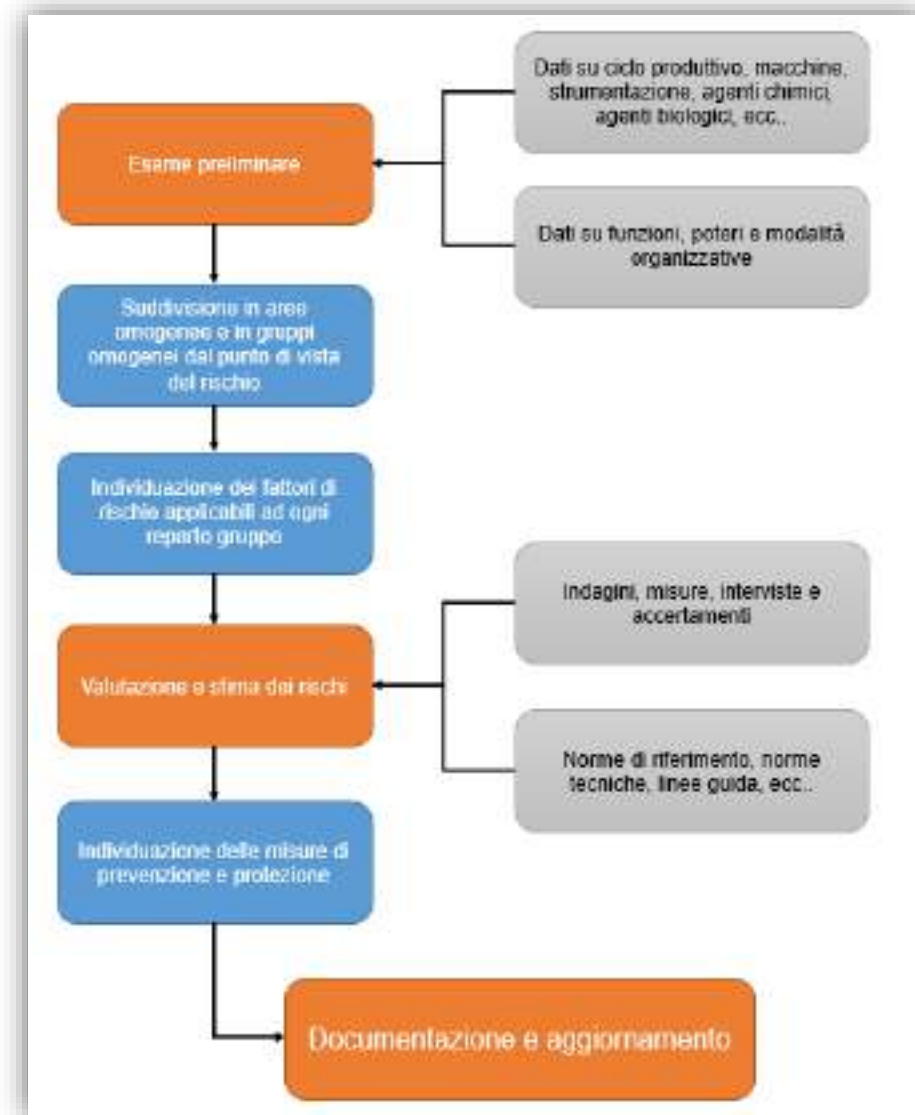 Dati su ciclo produttivo, macchine,
strumentazione, agenti chimici,
agenti biologici, ecc..
Esame preliminare
Dati su funzioni, poteri e modalità
organizzative
Suddivisione in aree
omogenee e in gruppi
omogenei dal punto di vista
del rischio
Individuazione dei fattori di
rischio applicabili ad ogni
reparto gruppo
Indagini, misure, interviste e
accertamenti
Valutazione e stima dei rischi
Norme di riferimento, norme
tecniche, linee guida, ecc..
Individuazione delle misure di
prevenzione e protezione
Documentazione e aggiornamento